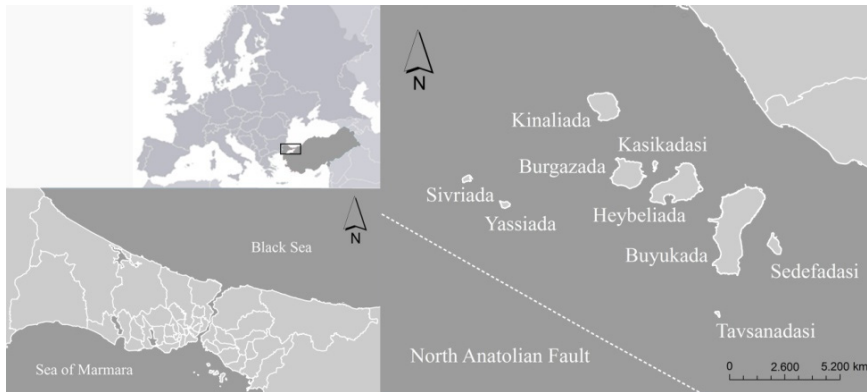 N
Black Sea
Sea of Marmara
N
Kinaliada
Kasikadasi
Burgazada
Sivriada
Yassiada
Heybeliada
Buyukada
Sedefadasi
Tavsanadasi
North Anatolian Fault
0 2.600 5.200 km